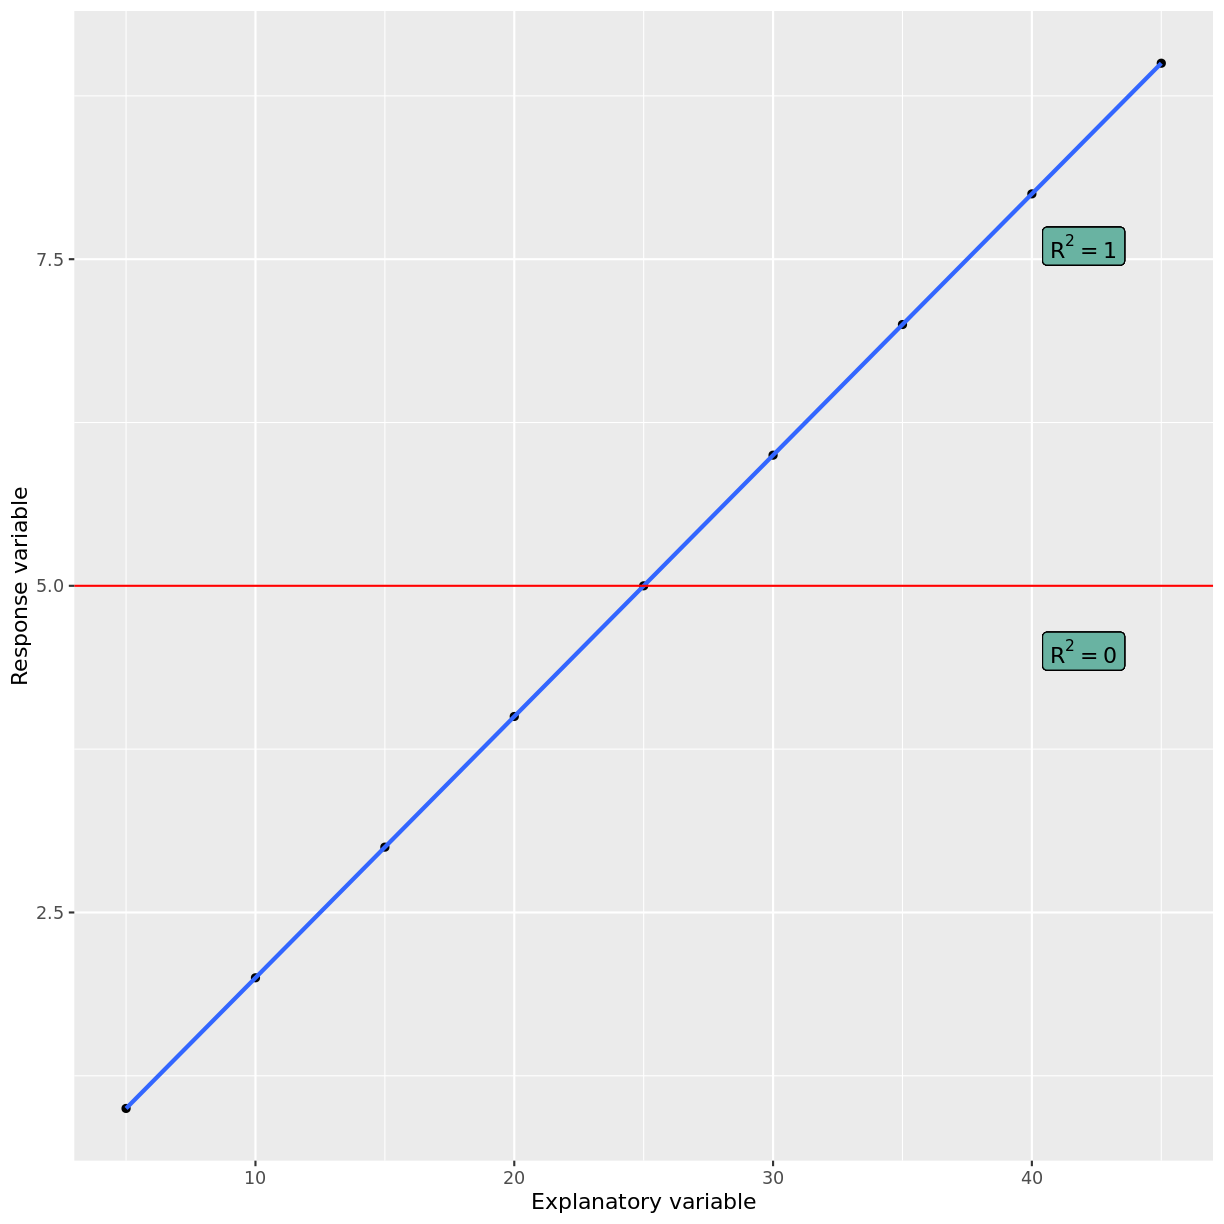 7.5
5.0
2.5
Response variable
R² = 1
R² = 0
10 20 30 40
Explanatory variable